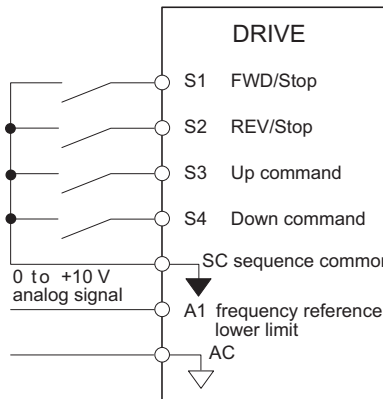 DRIVE
S1 FWD/Stop
S2 REV/Stop
S3 Up command
S4 Down command
SC sequence common
0 to +10 V
analog signal
A1 frequency reference
lower limit
AC